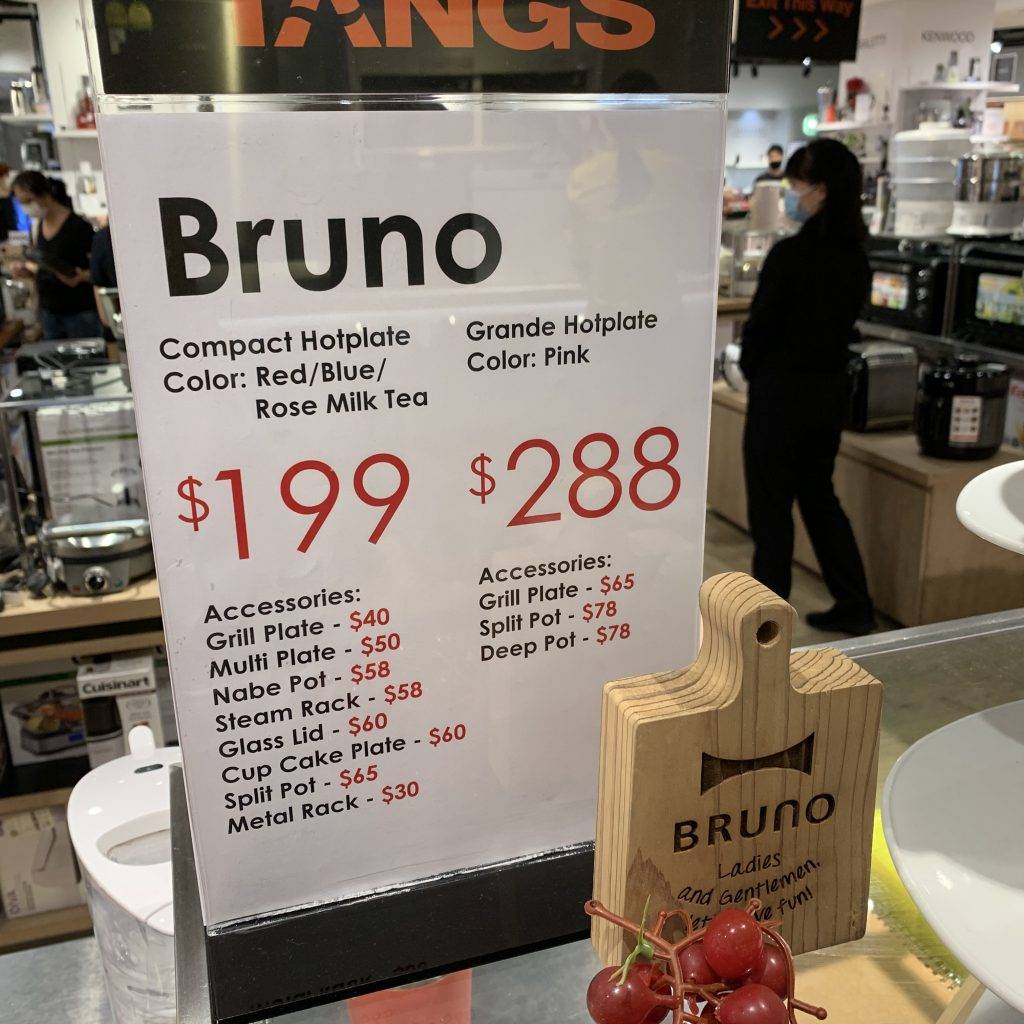 TANGS
Exit This Way
KENWOOD
Bruno
Compact Hotplate
Color: Red/Blue/
Rose Milk Tea
$199
Accessories:
Grill Plate - $40
Multi Plate - $50
Nabe Pot - $58
Steam Rack - $58
Glass Lid - $60
Cup Cake Plate - $60
Split Pot - $65
Metal Rack - $30
Grande Hotplate
Color: Pink
$288
Accessories:
Grill Plate - $65
Split Pot - $78
Deep Pot - $78
Cuisinart
BRUNO
Ladies
and Gentlemen,
fun!